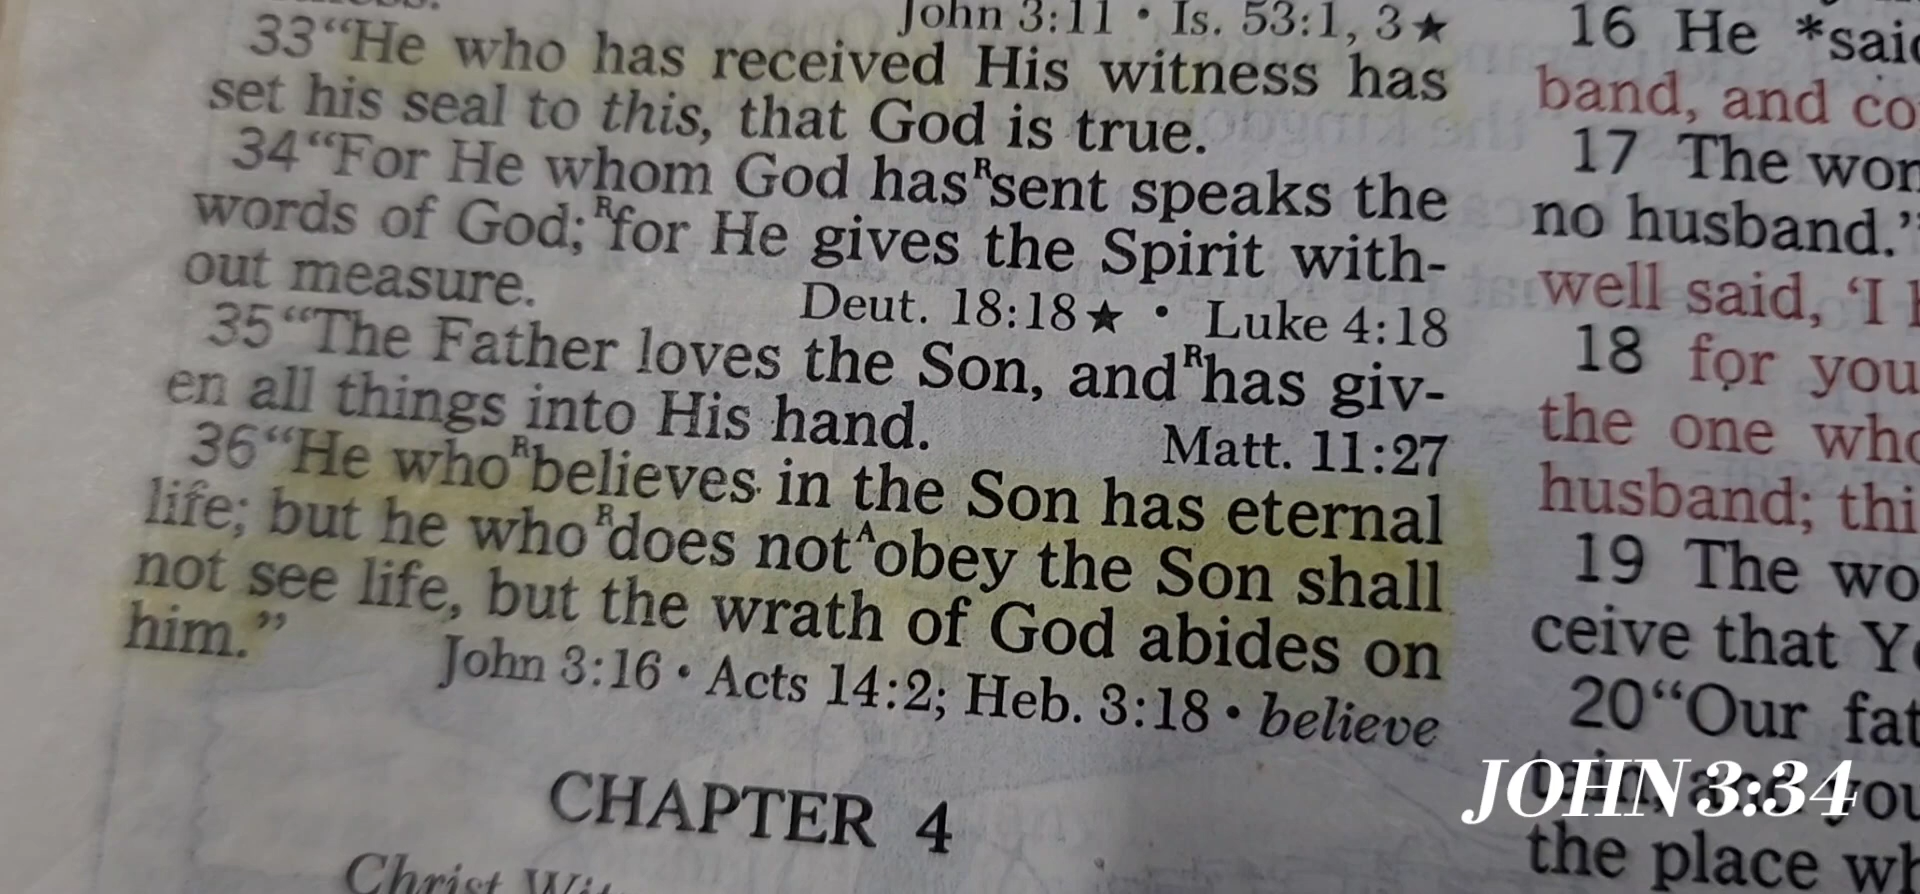 John 3:11 • Is. 53:1, 3★
33 “He who has received His witness has
set his seal to this, that God is true.
34 “For He whom God has ᴿsent speaks the
words of God; ᴿfor He gives the Spirit with-
out measure.
Deut. 18:18★ • Luke 4:18
35 “The Father loves the Son, and ᴿhas giv-
en all things into His hand.
Matt. 11:27
36 “He who ᴿbelieves in the Son has eternal
life; but he who ᴿdoes not ᴬobey the Son shall
not see life, but the wrath of God abides on
him.”
John 3:16 • Acts 14:2; Heb. 3:18 • believe
CHAPTER 4
Christ
16 He *said
band, and co
17 The wom
no husband.”
well said, ‘I h
18 for you
the one who
husband; thi
19 The wo
ceive that Yo
20 “Our fat
you
the place wh
JOHN 3:34